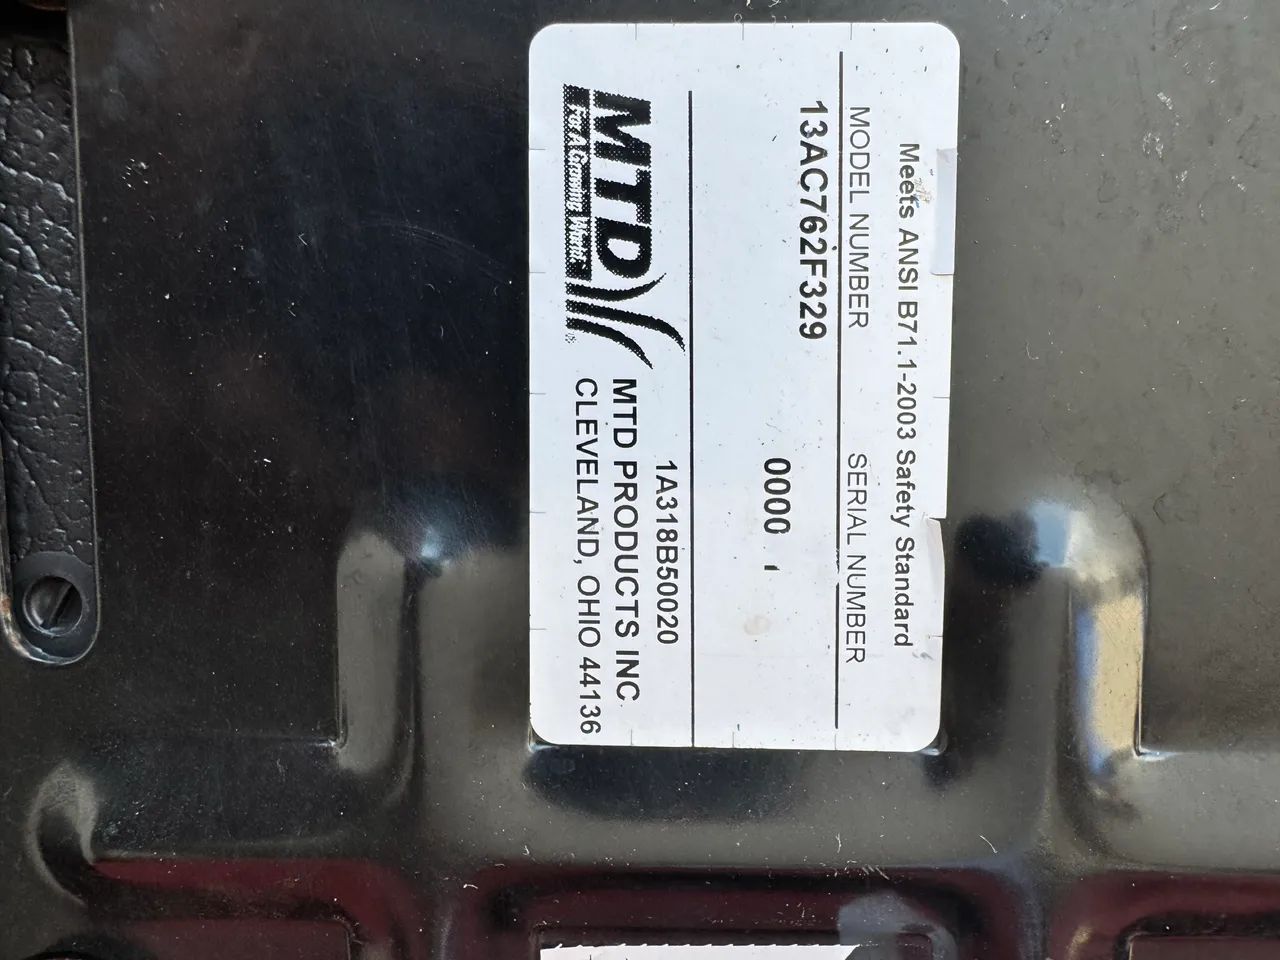 Meets ANSI B71.1-2003 Safety Standard
MODEL NUMBER SERIAL NUMBER
13AC762F329
0000
1A318B50020
MTD
For A Growing World.
MTD PRODUCTS INC
CLEVELAND, OHIO 44136